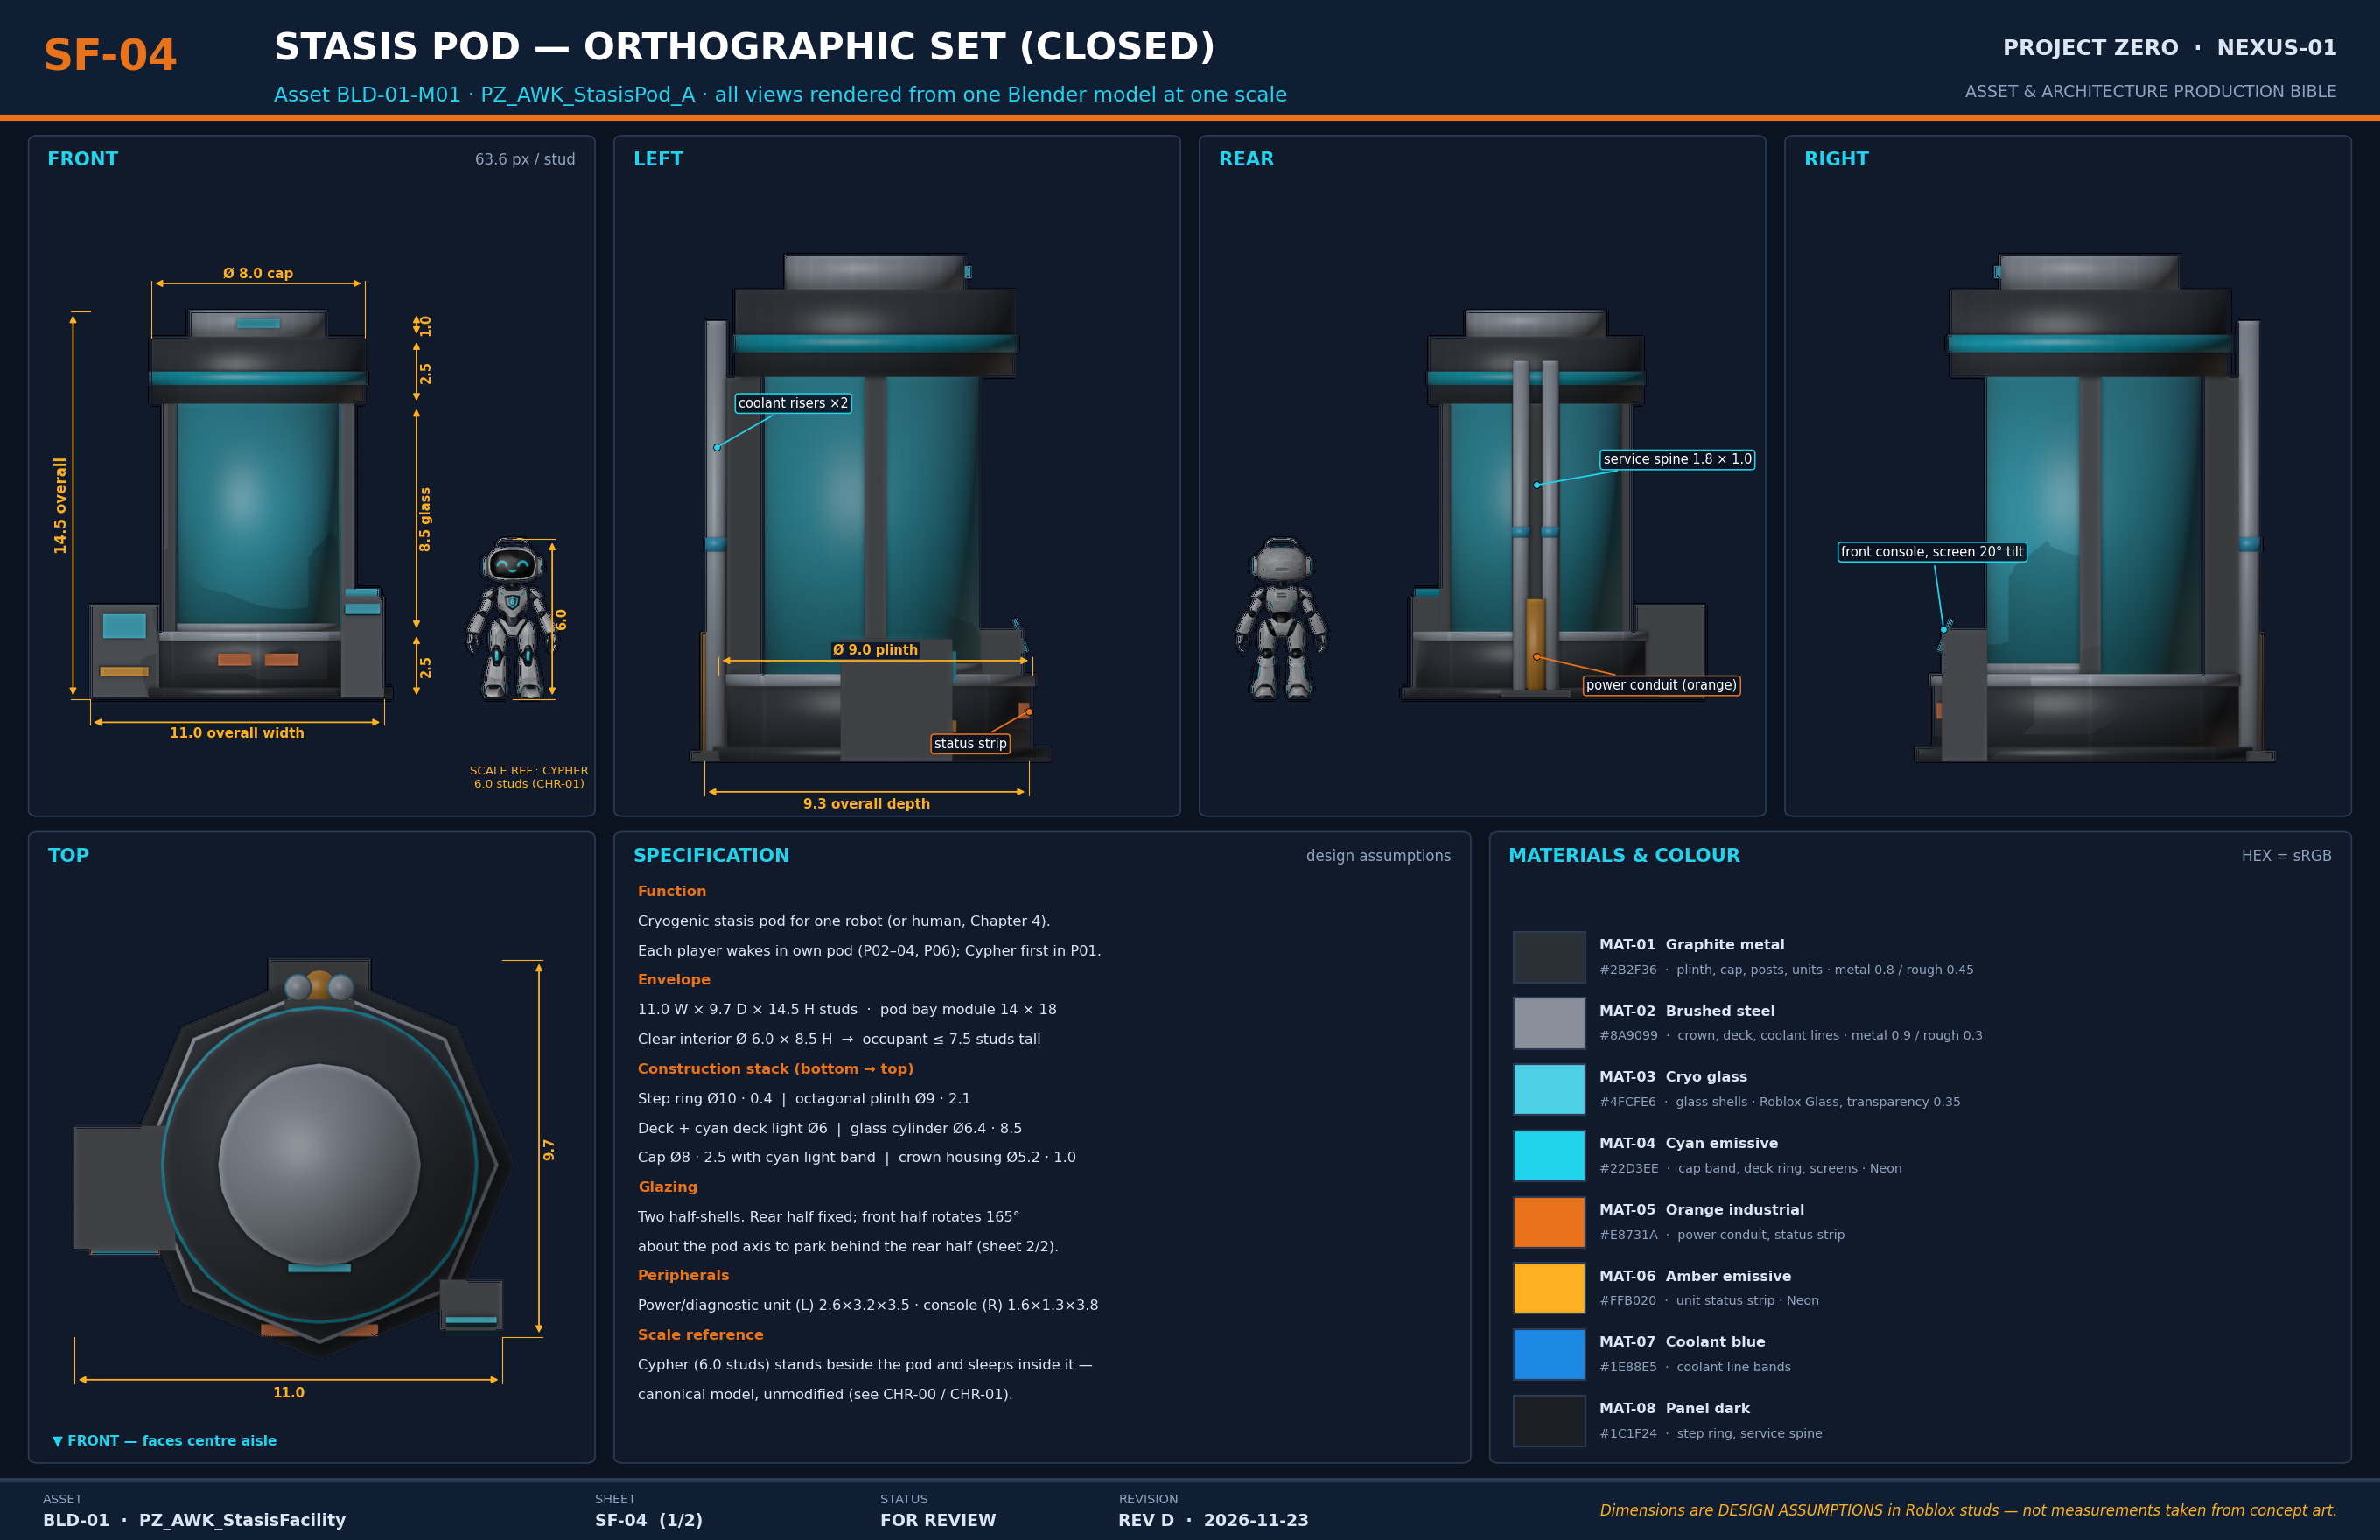 SF-04
STASIS POD — ORTHOGRAPHIC SET (CLOSED)
Asset BLD-01-M01 · PZ_AWK_StasisPod_A · all views rendered from one Blender model at one scale
PROJECT ZERO · NEXUS-01
ASSET & ARCHITECTURE PRODUCTION BIBLE
FRONT
63.6 px / stud
Ø 8.0 cap
1.0
2.5
14.5 overall
8.5 glass
6.0
2.5
11.0 overall width
SCALE REF.: CYPHER
6.0 studs (CHR-01)
LEFT
coolant risers ×2
Ø 9.0 plinth
status strip
9.3 overall depth
REAR
service spine 1.8 × 1.0
power conduit (orange)
RIGHT
front console, screen 20° tilt
TOP
9.7
11.0
▼ FRONT — faces centre aisle
SPECIFICATION
design assumptions
Function
Cryogenic stasis pod for one robot (or human, Chapter 4).
Each player wakes in own pod (P02–04, P06); Cypher first in P01.
Envelope
11.0 W × 9.7 D × 14.5 H studs · pod bay module 14 × 18
Clear interior Ø 6.0 × 8.5 H → occupant ≤ 7.5 studs tall
Construction stack (bottom → top)
Step ring Ø10 · 0.4 | octagonal plinth Ø9 · 2.1
Deck + cyan deck light Ø6 | glass cylinder Ø6.4 · 8.5
Cap Ø8 · 2.5 with cyan light band | crown housing Ø5.2 · 1.0
Glazing
Two half-shells. Rear half fixed; front half rotates 165°
about the pod axis to park behind the rear half (sheet 2/2).
Peripherals
Power/diagnostic unit (L) 2.6×3.2×3.5 · console (R) 1.6×1.3×3.8
Scale reference
Cypher (6.0 studs) stands beside the pod and sleeps inside it —
canonical model, unmodified (see CHR-00 / CHR-01).
MATERIALS & COLOUR
HEX = sRGB
MAT-01 Graphite metal
#2B2F36 · plinth, cap, posts, units · metal 0.8 / rough 0.45
MAT-02 Brushed steel
#8A9099 · crown, deck, coolant lines · metal 0.9 / rough 0.3
MAT-03 Cryo glass
#4FCFE6 · glass shells · Roblox Glass, transparency 0.35
MAT-04 Cyan emissive
#22D3EE · cap band, deck ring, screens · Neon
MAT-05 Orange industrial
#E8731A · power conduit, status strip
MAT-06 Amber emissive
#FFB020 · unit status strip · Neon
MAT-07 Coolant blue
#1E88E5 · coolant line bands
MAT-08 Panel dark
#1C1F24 · step ring, service spine
ASSET
BLD-01 · PZ_AWK_StasisFacility
SHEET
SF-04 (1/2)
STATUS
FOR REVIEW
REVISION
REV D · 2026-11-23
Dimensions are DESIGN ASSUMPTIONS in Roblox studs — not measurements taken from concept art.